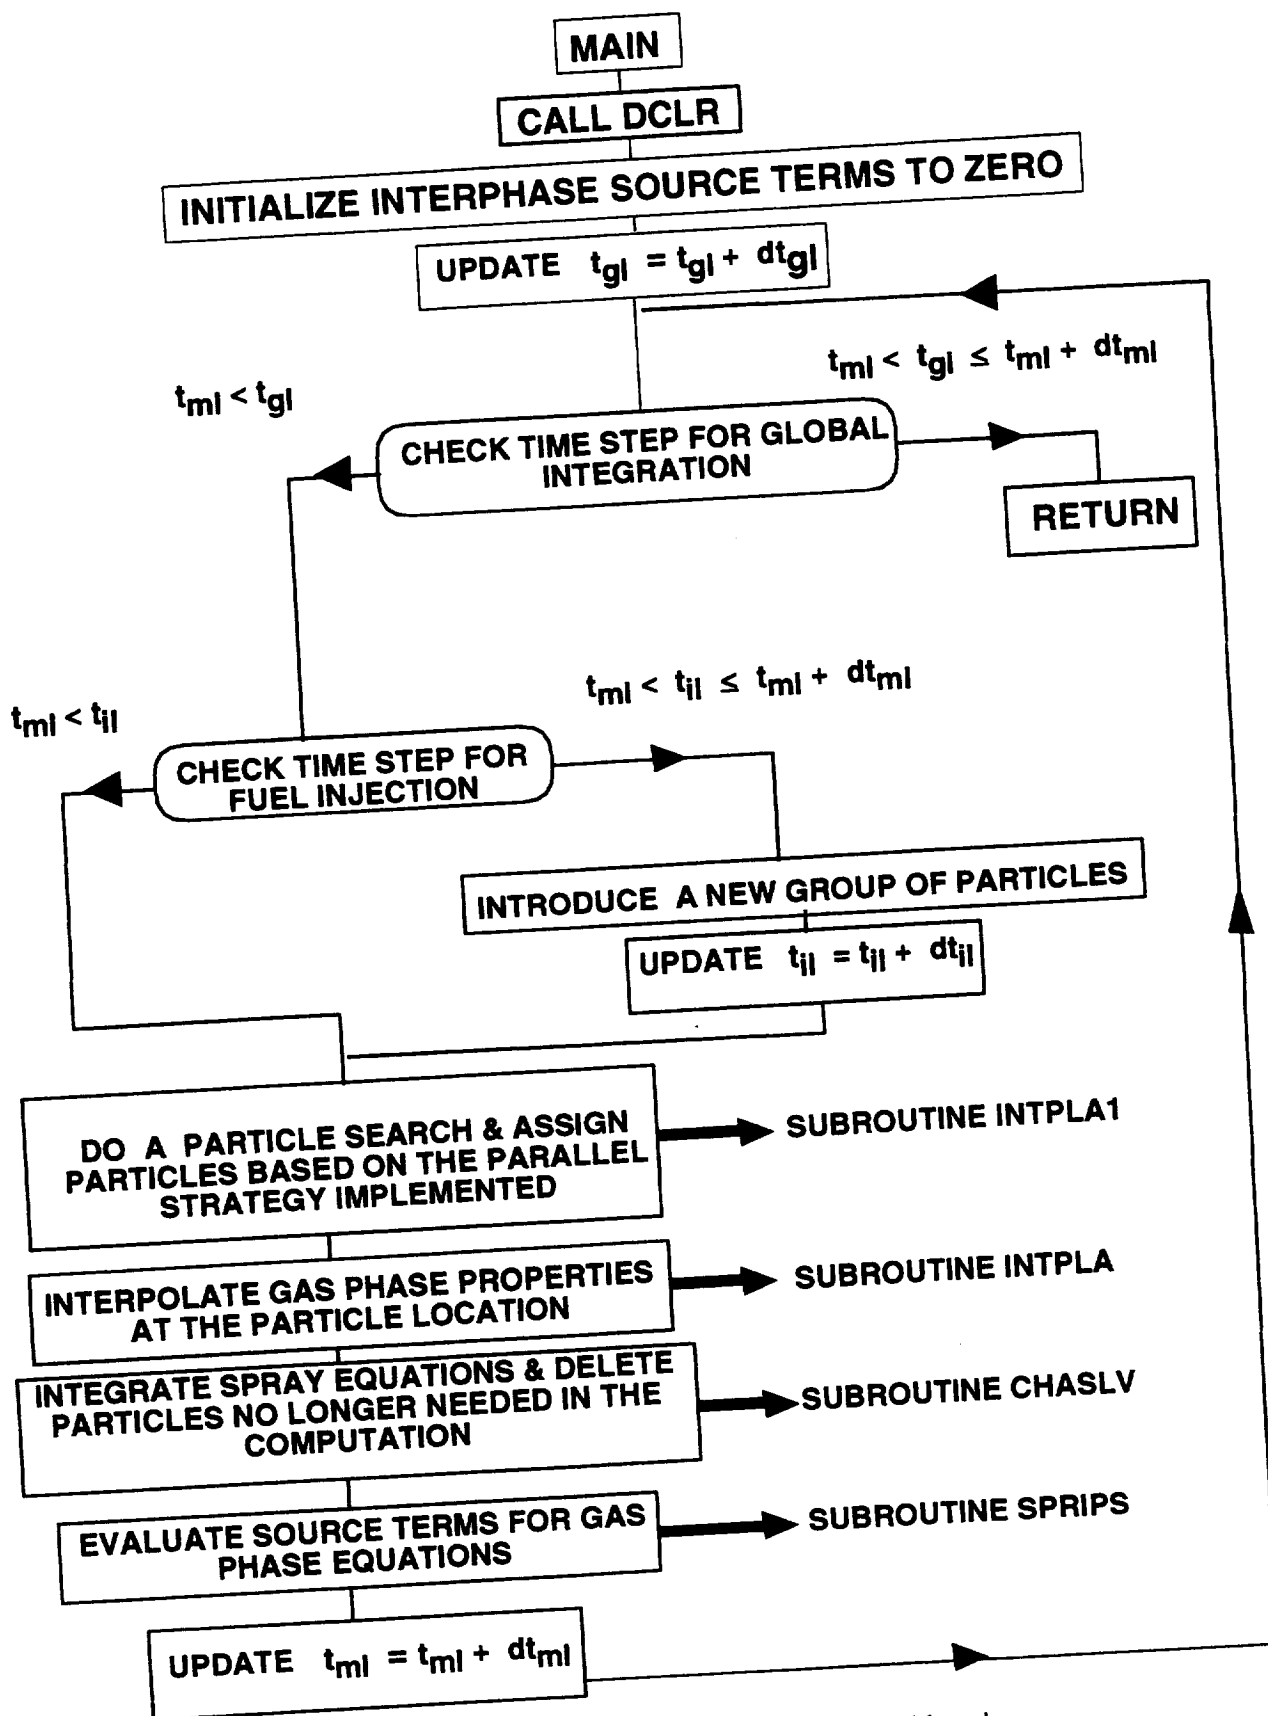 MAIN
CALL DCLR
INITIALIZE INTERPHASE SOURCE TERMS TO ZERO
UPDATE t_gl = t_gl + dt_gl
t_ml < t_gl ≤ t_ml + dt_ml
t_ml < t_gl
CHECK TIME STEP FOR GLOBAL
INTEGRATION
RETURN
t_ml < t_il ≤ t_ml + dt_ml
t_ml < t_il
CHECK TIME STEP FOR
FUEL INJECTION
INTRODUCE A NEW GROUP OF PARTICLES
UPDATE t_il = t_il + dt_il
DO A PARTICLE SEARCH & ASSIGN
PARTICLES BASED ON THE PARALLEL
STRATEGY IMPLEMENTED
SUBROUTINE INTPLA1
INTERPOLATE GAS PHASE PROPERTIES
AT THE PARTICLE LOCATION
SUBROUTINE INTPLA
INTEGRATE SPRAY EQUATIONS & DELETE
PARTICLES NO LONGER NEEDED IN THE
COMPUTATION
SUBROUTINE CHASLV
EVALUATE SOURCE TERMS FOR GAS
PHASE EQUATIONS
SUBROUTINE SPRIPS
UPDATE t_ml = t_ml + dt_ml